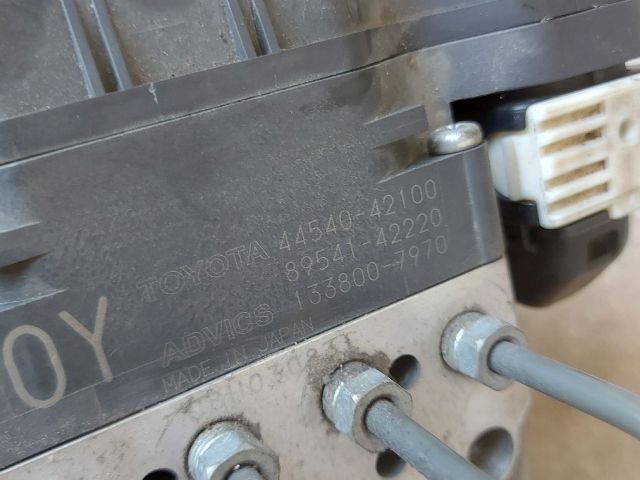 TOYOTA 44540-42100
89541-42220
ADVICS 133800-7970
MADE IN JAPAN
0Y